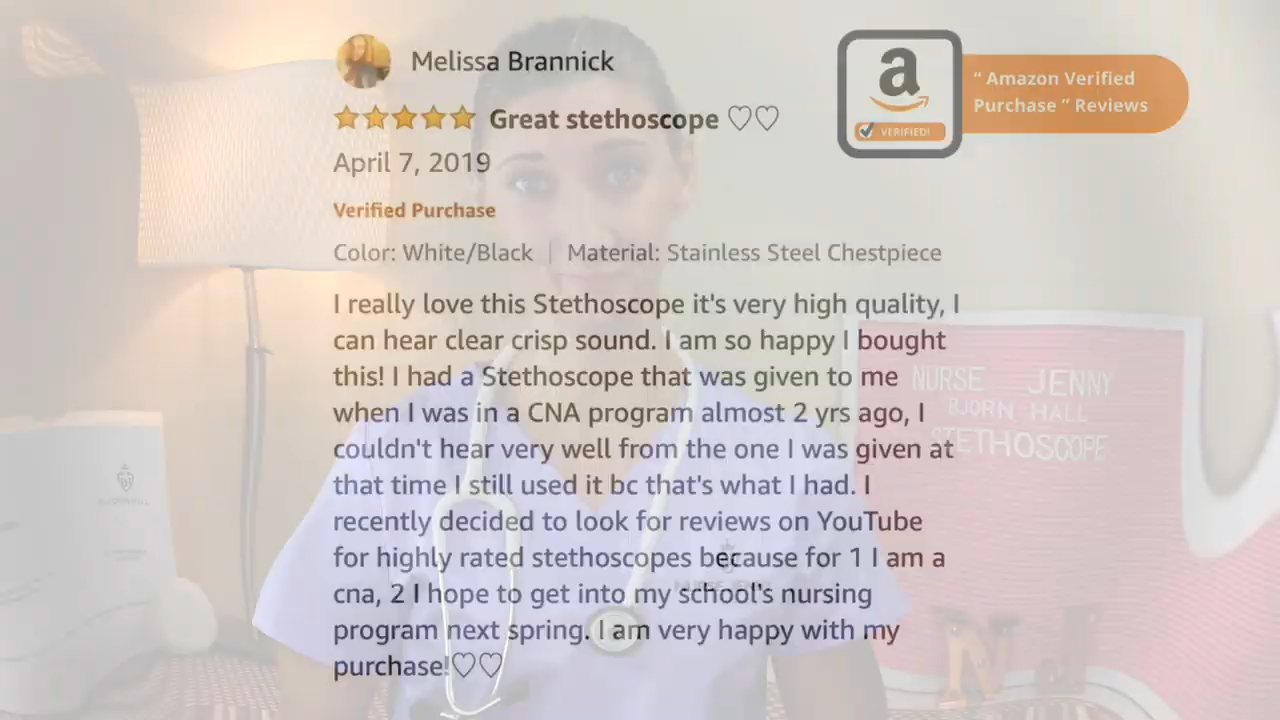 Melissa Brannick
Great stethoscope ♡♡
April 7, 2019
Verified Purchase
Color: White/Black | Material: Stainless Steel Chestpiece
I really love this Stethoscope it's very high quality, I
can hear clear crisp sound. I am so happy I bought
this! I had a Stethoscope that was given to me
when I was in a CNA program almost 2 yrs ago, I
couldn't hear very well from the one I was given at
that time I still used it bc that's what I had. I
recently decided to look for reviews on YouTube
for highly rated stethoscopes because for 1 I am a
cna, 2 I hope to get into my school's nursing
program next spring. I am very happy with my
purchase!♡♡
a
VERIFIED!
“ Amazon Verified
Purchase ” Reviews
NURSE JENNY
BJORN HALL
STETHOSCOPE
N J